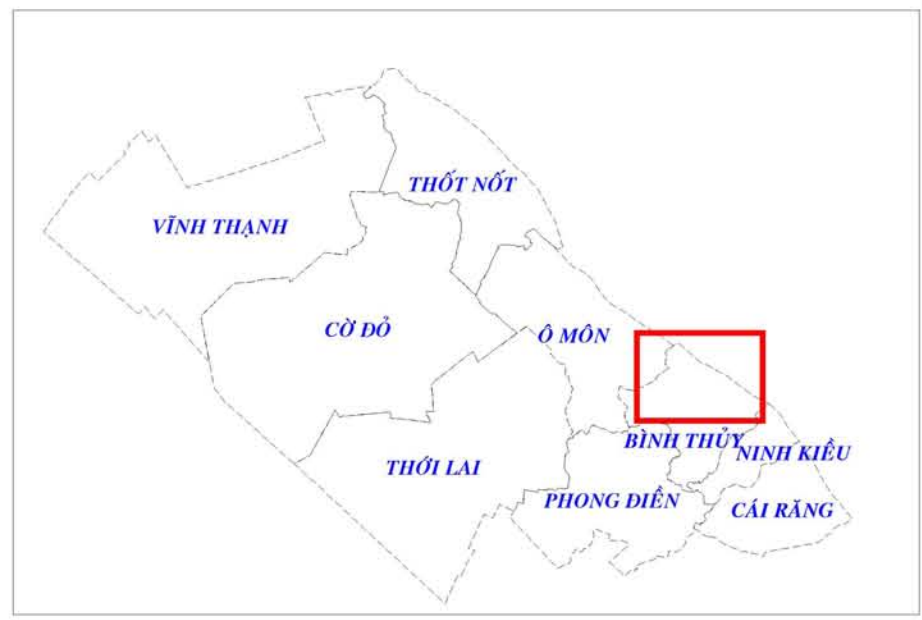 THỐT NỐT
VĨNH THẠNH
CỜ ĐỎ
Ô MÔN
BÌNH THỦY
NINH KIỀU
THỚI LAI
PHONG ĐIỀN
CÁI RĂNG